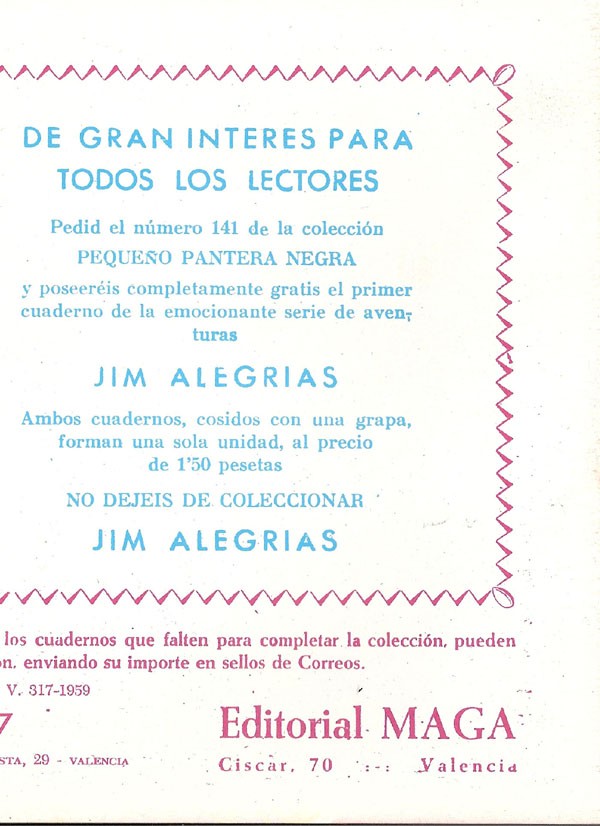 DE GRAN INTERES PARA
TODOS LOS LECTORES
Pedid el número 141 de la colección
PEQUEÑO PANTERA NEGRA
y poseeréis completamente gratis el primer
cuaderno de la emocionante serie de aven-
turas
JIM ALEGRIAS
Ambos cuadernos, cosidos con una grapa,
forman una sola unidad, al precio
de 1'50 pesetas
NO DEJEIS DE COLECCIONAR
JIM ALEGRIAS
los cuadernos que falten para completar la colección, pueden
ón, enviando su importe en sellos de Correos.
V. 317-1959
7
Editorial MAGA
STA, 29 - VALENCIA
Ciscar, 70 :-: Valencia